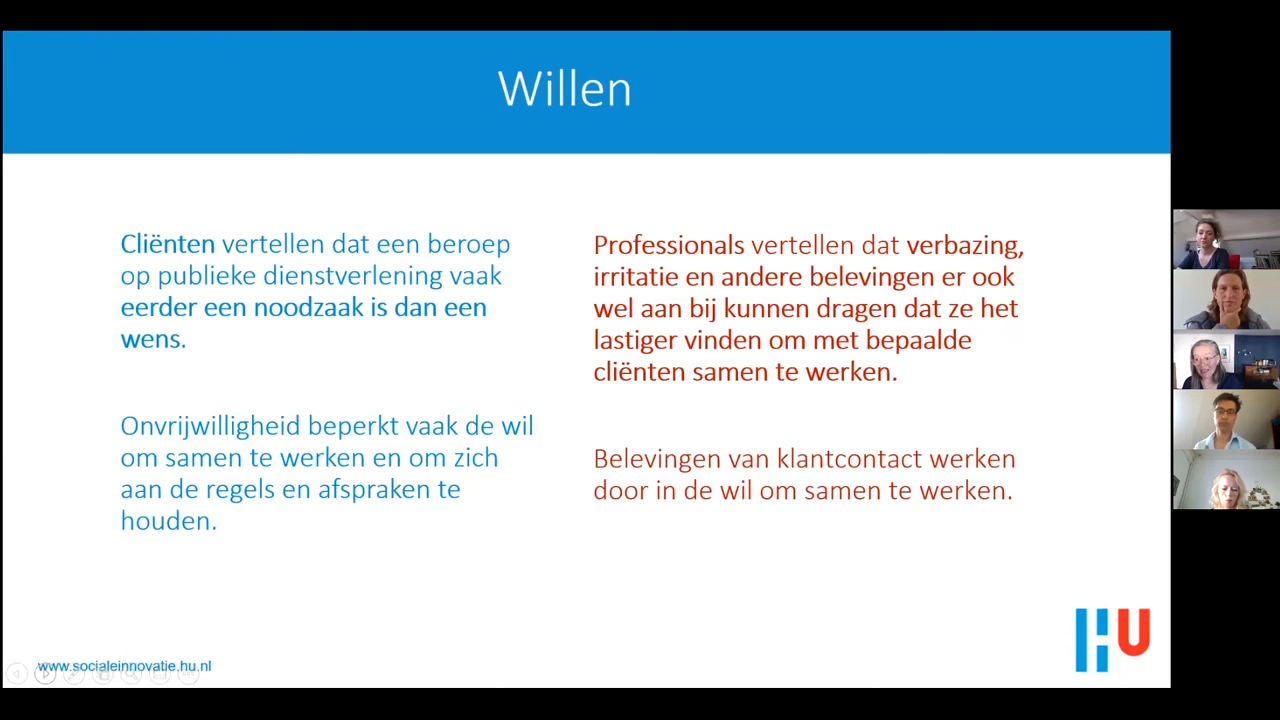 Willen
Cliënten vertellen dat een beroep
op publieke dienstverlening vaak
eerder een noodzaak is dan een
wens.
Onvrijwilligheid beperkt vaak de wil
om samen te werken en om zich
aan de regels en afspraken te
houden.
Professionals vertellen dat verbazing,
irritatie en andere belevingen er ook
wel aan bij kunnen dragen dat ze het
lastiger vinden om met bepaalde
cliënten samen te werken.
Belevingen van klantcontact werken
door in de wil om samen te werken.
www.socialeinnovatie.hu.nl
HU